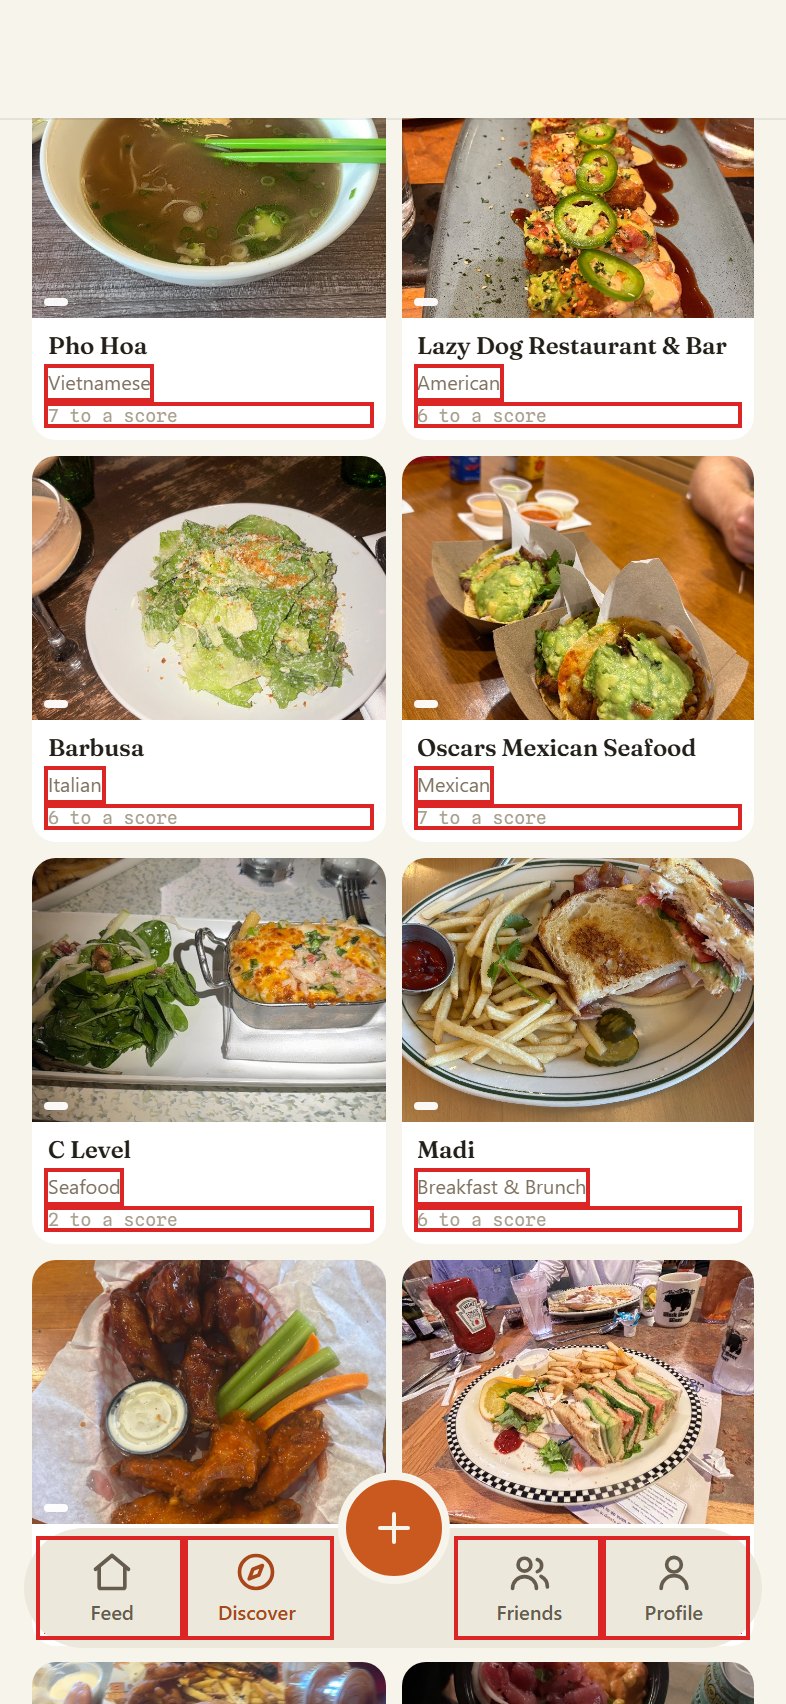 Pho Hoa
Lazy Dog Restaurant & Bar
Vietnamese
American
7 to a score
6 to a score
Barbusa
Oscars Mexican Seafood
Italian
Mexican
6 to a score
7 to a score
C Level
Madi
Seafood
Breakfast & Brunch
2 to a score
6 to a score
HEINZ
Feed
Discover
Friends
Profile